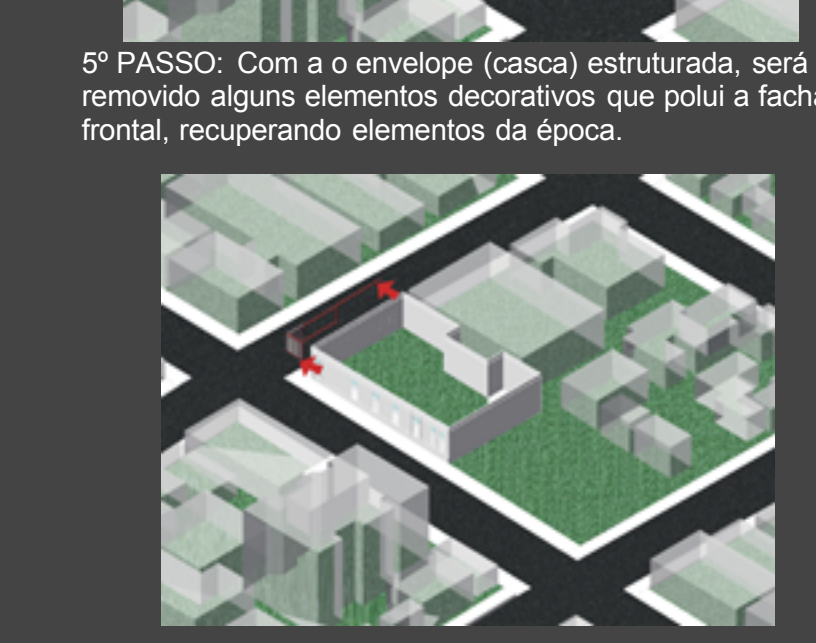 5º PASSO: Com a o envelope (casca) estruturada, será
removido alguns elementos decorativos que polui a facha
frontal, recuperando elementos da época.